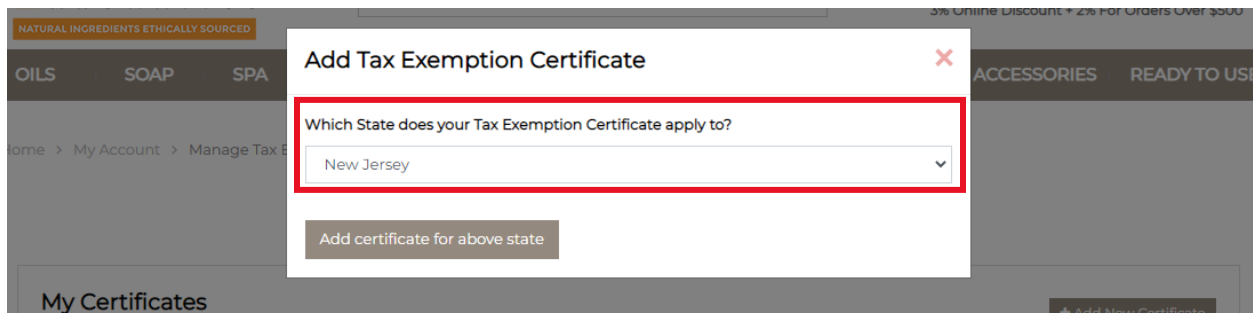 3% Online Discount + 2% For Orders Over $500
NATURAL INGREDIENTS ETHICALLY SOURCED
OILS SOAP SPA ACCESSORIES READY TO USE
Add Tax Exemption Certificate
Which State does your Tax Exemption Certificate apply to?
Home > My Account > Manage Tax E
New Jersey
Add certificate for above state
My Certificates
+ Add New Certificate